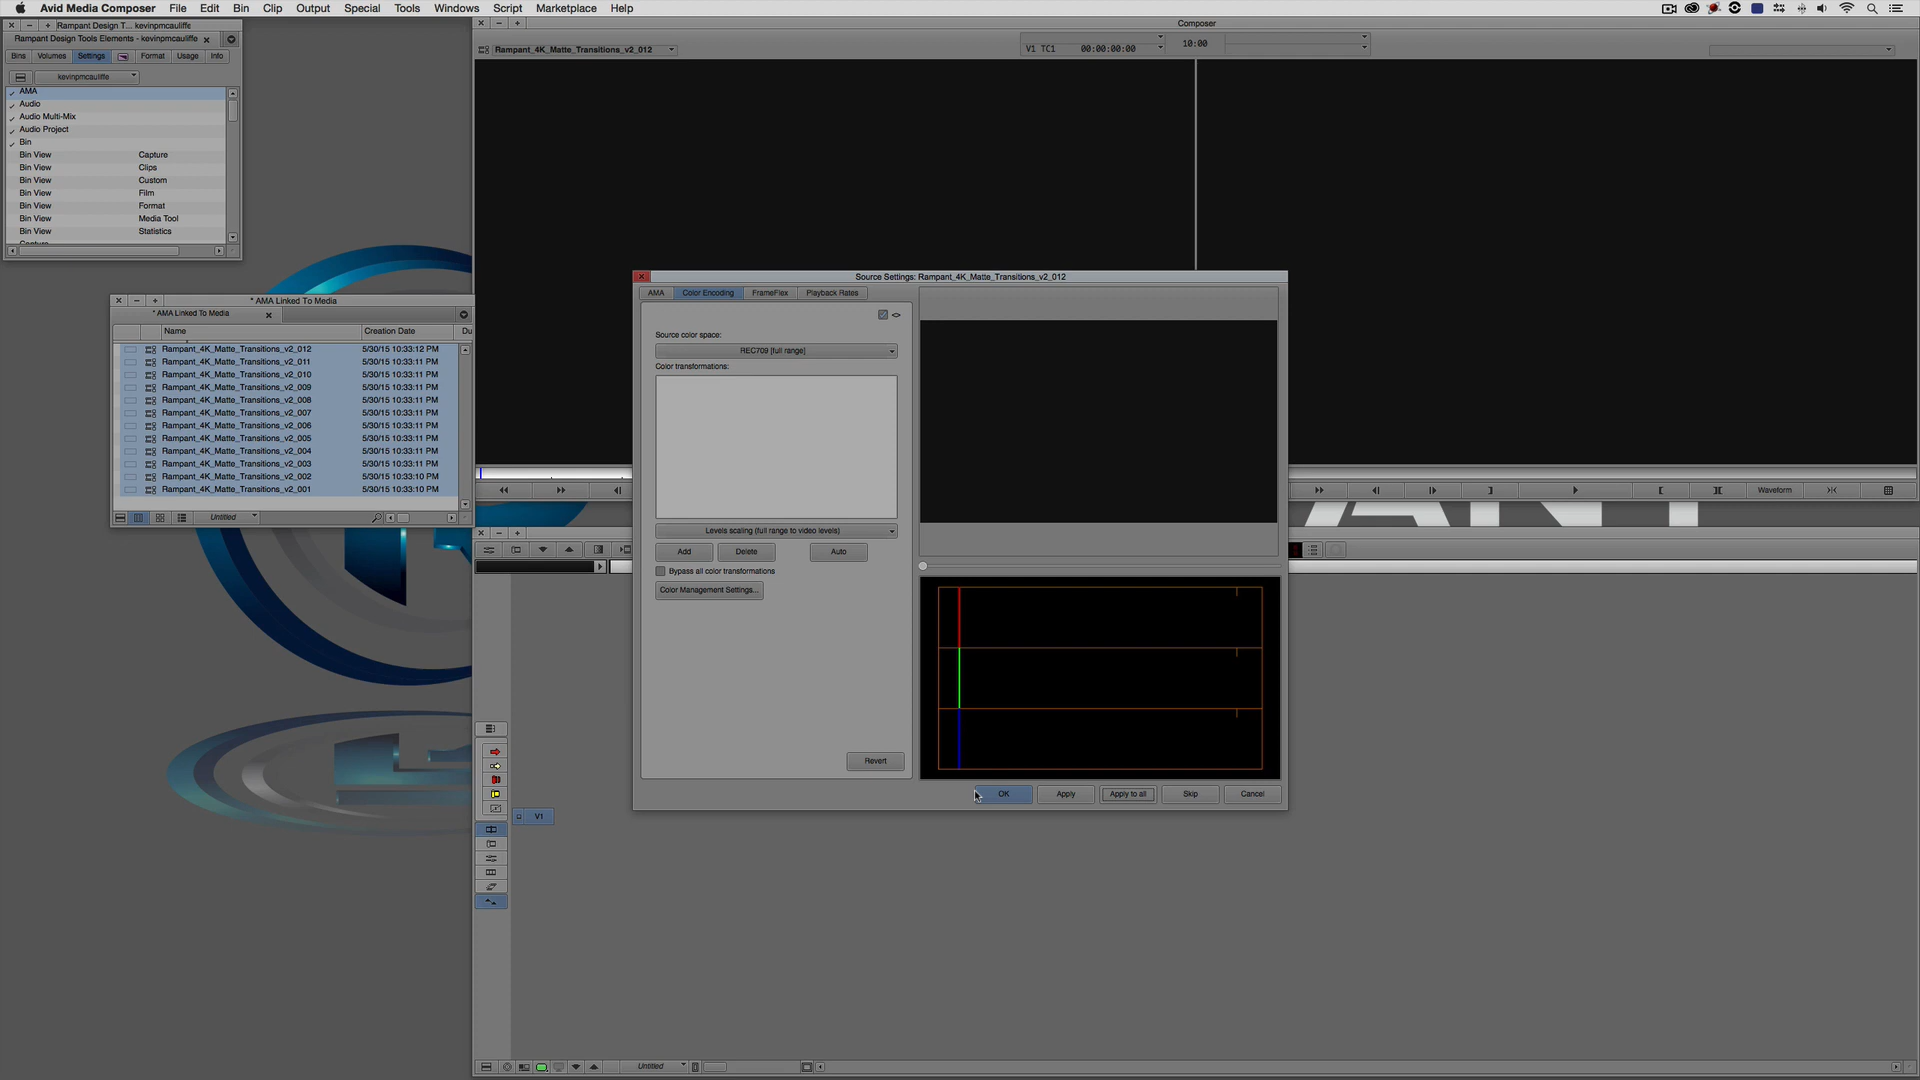 Avid Media Composer File Edit Bin Clip Output Special Tools Windows Script Marketplace Help
Rampant Design T... kevinpmcauliffe
Rampant Design Tools Elements - kevinpmcauliffe
Bins Volumes Settings Format Usage Info
kevinpmcauliffe
AMA
Audio
Audio Multi-Mix
Audio Project
Bin
Bin View Capture
Bin View Clips
Bin View Custom
Bin View Film
Bin View Format
Bin View Media Tool
Bin View Statistics
Composer
Rampant_4K_Matte_Transitions_v2_012
V1 TC1 00:00:00:00
10:00
* AMA Linked To Media
* AMA Linked To Media
Name Creation Date Du
Rampant_4K_Matte_Transitions_v2_012 5/30/15 10:33:12 PM
Rampant_4K_Matte_Transitions_v2_011 5/30/15 10:33:11 PM
Rampant_4K_Matte_Transitions_v2_010 5/30/15 10:33:11 PM
Rampant_4K_Matte_Transitions_v2_009 5/30/15 10:33:11 PM
Rampant_4K_Matte_Transitions_v2_008 5/30/15 10:33:11 PM
Rampant_4K_Matte_Transitions_v2_007 5/30/15 10:33:11 PM
Rampant_4K_Matte_Transitions_v2_006 5/30/15 10:33:11 PM
Rampant_4K_Matte_Transitions_v2_005 5/30/15 10:33:11 PM
Rampant_4K_Matte_Transitions_v2_004 5/30/15 10:33:11 PM
Rampant_4K_Matte_Transitions_v2_003 5/30/15 10:33:11 PM
Rampant_4K_Matte_Transitions_v2_002 5/30/15 10:33:10 PM
Rampant_4K_Matte_Transitions_v2_001 5/30/15 10:33:10 PM
Untitled
Source Settings: Rampant_4K_Matte_Transitions_v2_012
AMA Color Encoding FrameFlex Playback Rates
Source color space:
REC709 [full range]
Color transformations:
Levels scaling (full range to video levels)
Add Delete Auto
Bypass all color transformations
Color Management Settings...
Revert
OK Apply Apply to all Skip Cancel
Waveform
V1
Untitled